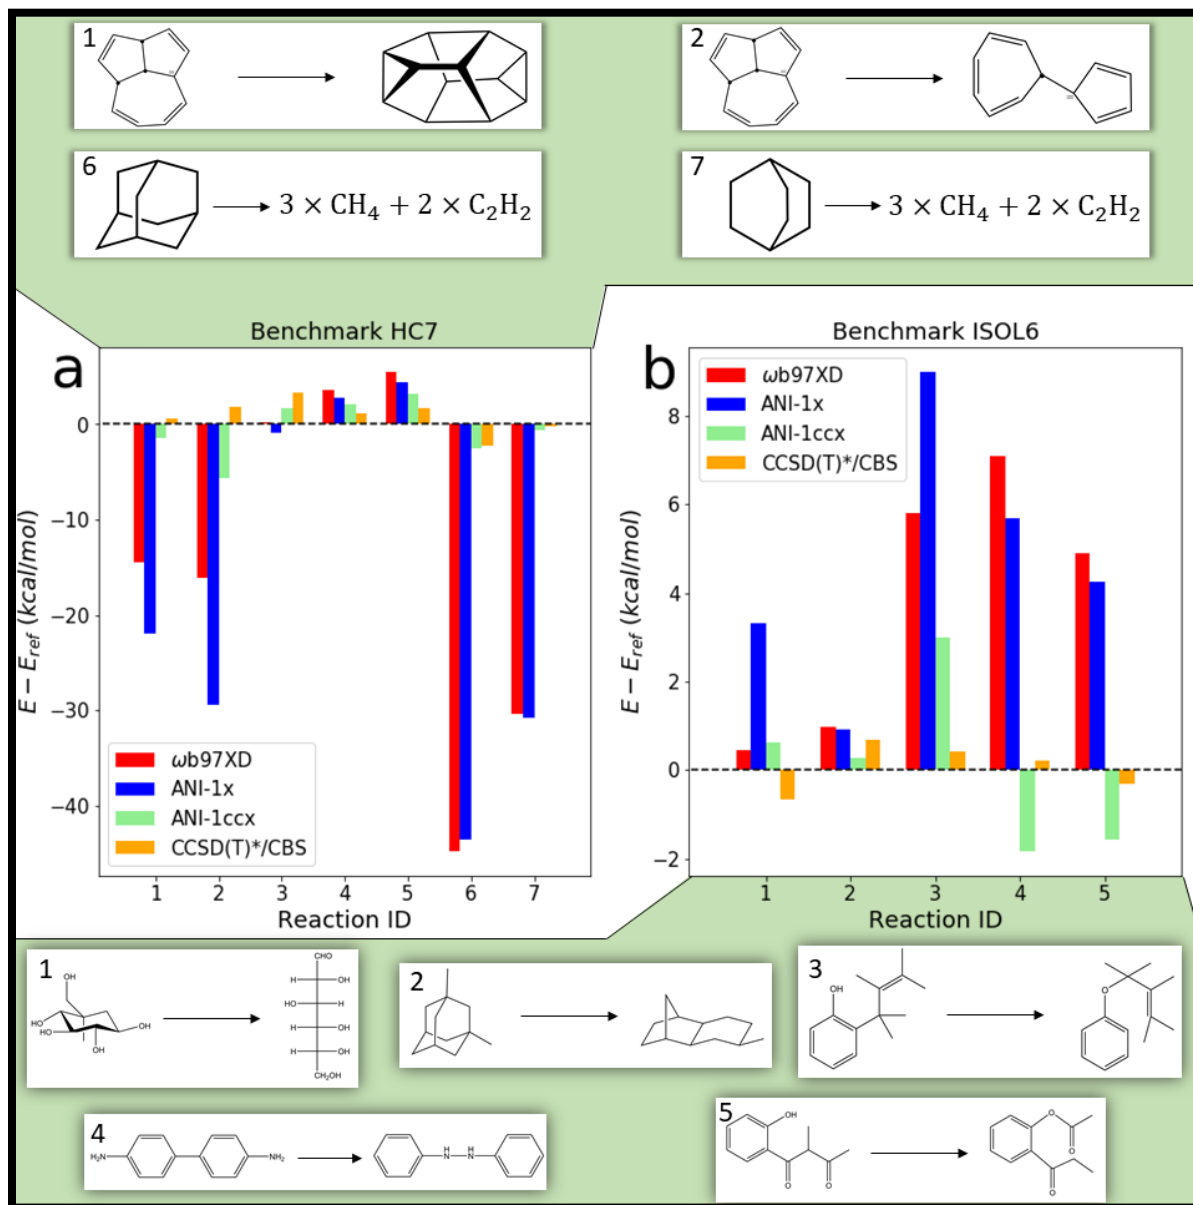 1
2
6
3 × CH₄ + 2 × C₂H₂
7
3 × CH₄ + 2 × C₂H₂
Benchmark HC7
a
0
−10
−20
−30
−40
E − E_ref (kcal/mol)
ωb97XD
ANI-1x
ANI-1ccx
CCSD(T)*/CBS
1 2 3 4 5 6 7
Reaction ID
Benchmark ISOL6
b
8
6
4
2
0
−2
E − E_ref (kcal/mol)
ωb97XD
ANI-1x
ANI-1ccx
CCSD(T)*/CBS
1 2 3 4 5
Reaction ID
1
OH
HO
HO
OH
OH
CHO
H OH
HO H
H OH
H OH
CH₂OH
2
3
OH
O
4
H₂N
NH₂
H H
N N
5
OH
O O
O
O
O